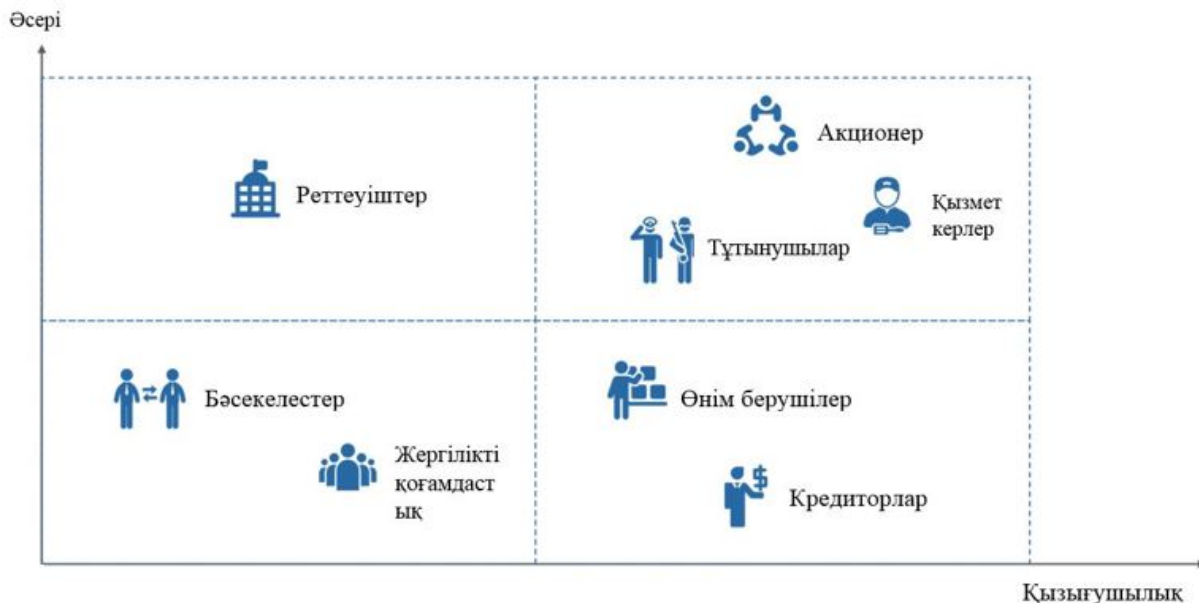 Әсері
Акционер
Реттеуіштер
Қызмет
керлер
Тұтынушылар
Бәсекелестер
Өнім берушілер
Жергілікті
қоғамдаст
ық
Кредиторлар
Қызығушылық